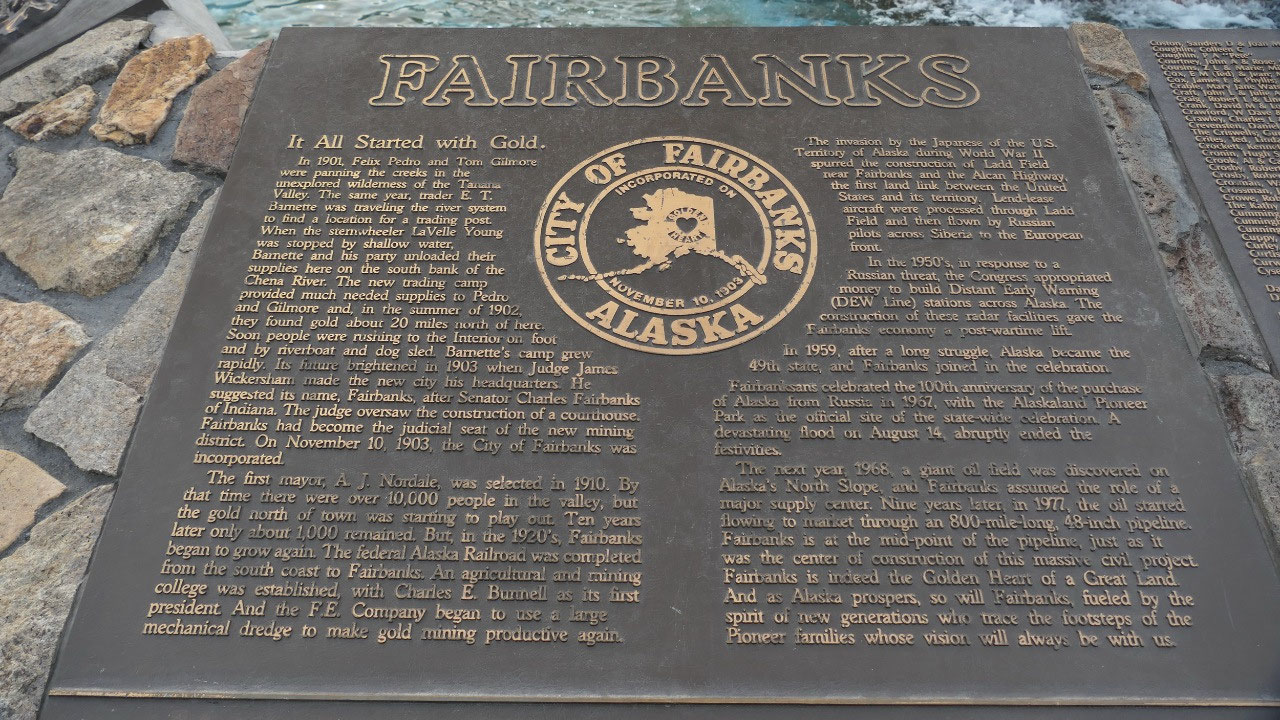 FAIRBANKS
It All Started with Gold.
In 1901, Felix Pedro and Tom Gilmore
were panning the creeks in the
unexplored wilderness of the Tanana
Valley. The same year, trader E. T.
Barnette was traveling the river system
to find a location for a trading post.
When the sternwheeler LaVelle Young
was stopped by shallow water,
Barnette and his party unloaded their
supplies here on the south bank of the
Chena River. The new trading camp
provided much needed supplies to Pedro
and Gilmore and, in the summer of 1902,
they found gold about 20 miles north of here.
Soon people were rushing to the Interior on foot
and by riverboat and dog sled. Barnette's camp grew
rapidly. Its future brightened in 1903 when Judge James
Wickersham made the new city his headquarters. He
suggested its name, Fairbanks, after Senator Charles Fairbanks
of Indiana. The judge oversaw the construction of a courthouse.
Fairbanks had become the judicial seat of the new mining
district. On November 10, 1903, the City of Fairbanks was
incorporated.
The first mayor, A. J. Nordale, was selected in 1910. By
that time there were over 10,000 people in the valley, but
the gold north of town was starting to play out. Ten years
later only about 1,000 remained. But, in the 1920's, Fairbanks
began to grow again. The federal Alaska Railroad was completed
from the south coast to Fairbanks. An agricultural and mining
college was established, with Charles E. Bunnell as its first
president. And the F.E. Company began to use a large
mechanical dredge to make gold mining productive again.
CITY OF FAIRBANKS
INCORPORATED ON
GOLDEN
HEART
NOVEMBER 10, 1903
ALASKA
The invasion by the Japanese of the U.S.
Territory of Alaska during World War II
spurred the construction of Ladd Field
near Fairbanks and the Alcan Highway,
the first land link between the United
States and its territory. Lend-lease
aircraft were processed through Ladd
Field and then flown by Russian
pilots across Siberia to the European
front.
In the 1950's, in response to a
Russian threat, the Congress appropriated
money to build Distant Early Warning
(DEW Line) stations across Alaska. The
construction of these radar facilities gave the
Fairbanks economy a post-wartime lift.
In 1959, after a long struggle, Alaska became the
49th state, and Fairbanks joined in the celebration.
Fairbanksans celebrated the 100th anniversary of the purchase
of Alaska from Russia in 1967, with the Alaskaland Pioneer
Park as the official site of the state-wide celebration. A
devastating flood on August 14, abruptly ended the
festivities.
The next year, 1968, a giant oil field was discovered on
Alaska's North Slope, and Fairbanks assumed the role of a
major supply center. Nine years later, in 1977, the oil started
flowing to market through an 800-mile-long, 48-inch pipeline.
Fairbanks is at the mid-point of the pipeline, just as it
was the center of construction of this massive civil project.
Fairbanks is indeed the Golden Heart of a Great Land.
And as Alaska prospers, so will Fairbanks, fueled by the
spirit of new generations who trace the footsteps of the
Pioneer families whose vision will always be with us.